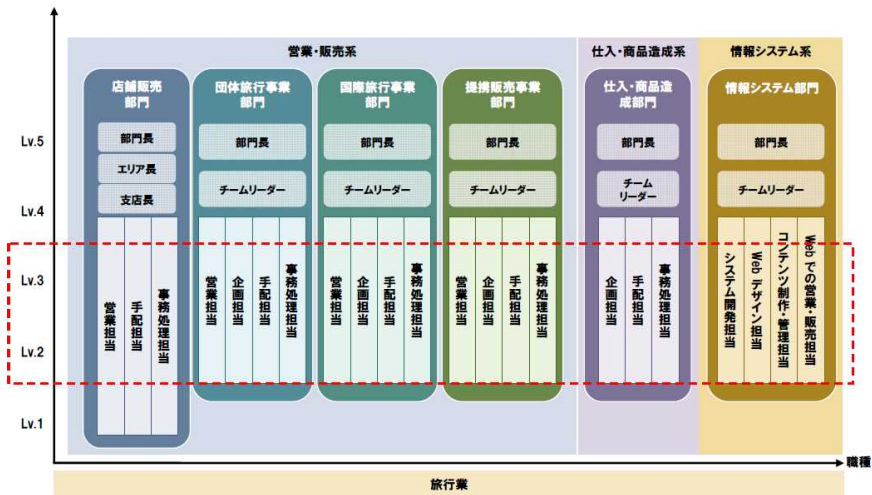 営業・販売系
仕入・商品造成系
情報システム系
店舗販売
部門
団体旅行事業
部門
国際旅行事業
部門
提携販売事業
部門
仕入・商品造
成部門
情報システム部門
Lv.5
部門長
エリア長
支店長
部門長
チームリーダー
部門長
チームリーダー
部門長
チームリーダー
部門長
チーム
リーダー
部門長
チームリーダー
Lv.4
Lv.3
Lv.2
Lv.1
営業担当
手配担当
事務処理担当
営業担当
企画担当
手配担当
事務処理担当
営業担当
企画担当
手配担当
事務処理担当
営業担当
企画担当
手配担当
事務処理担当
企画担当
手配担当
事務処理担当
システム開発担当
Web デザイン担当
コンテンツ制作・管理担当
Web での営業・販売担当
職種
旅行業